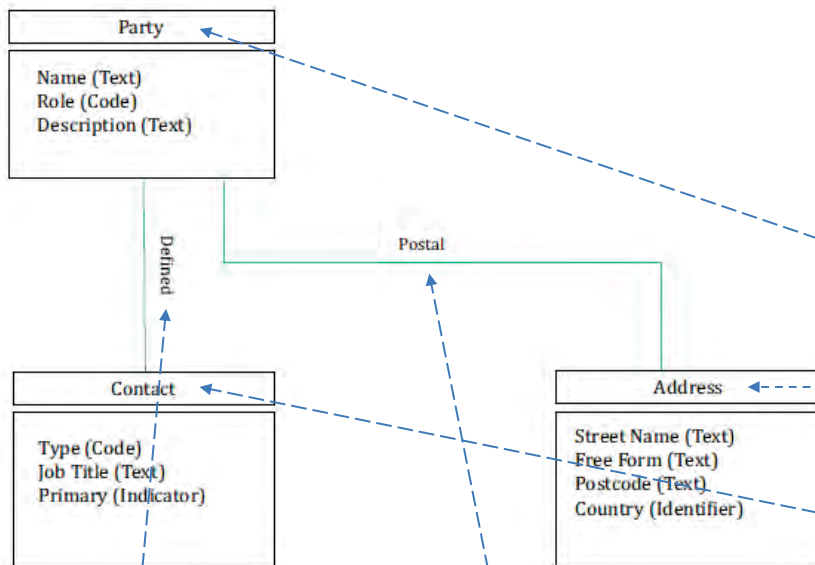 Party
Name (Text)
Role (Code)
Description (Text)
Defined
Postal
Contact
Type (Code)
Job Title (Text)
Primary (Indicator)
Address
Street Name (Text)
Free Form (Text)
Postcode (Text)
Country (Identifier)